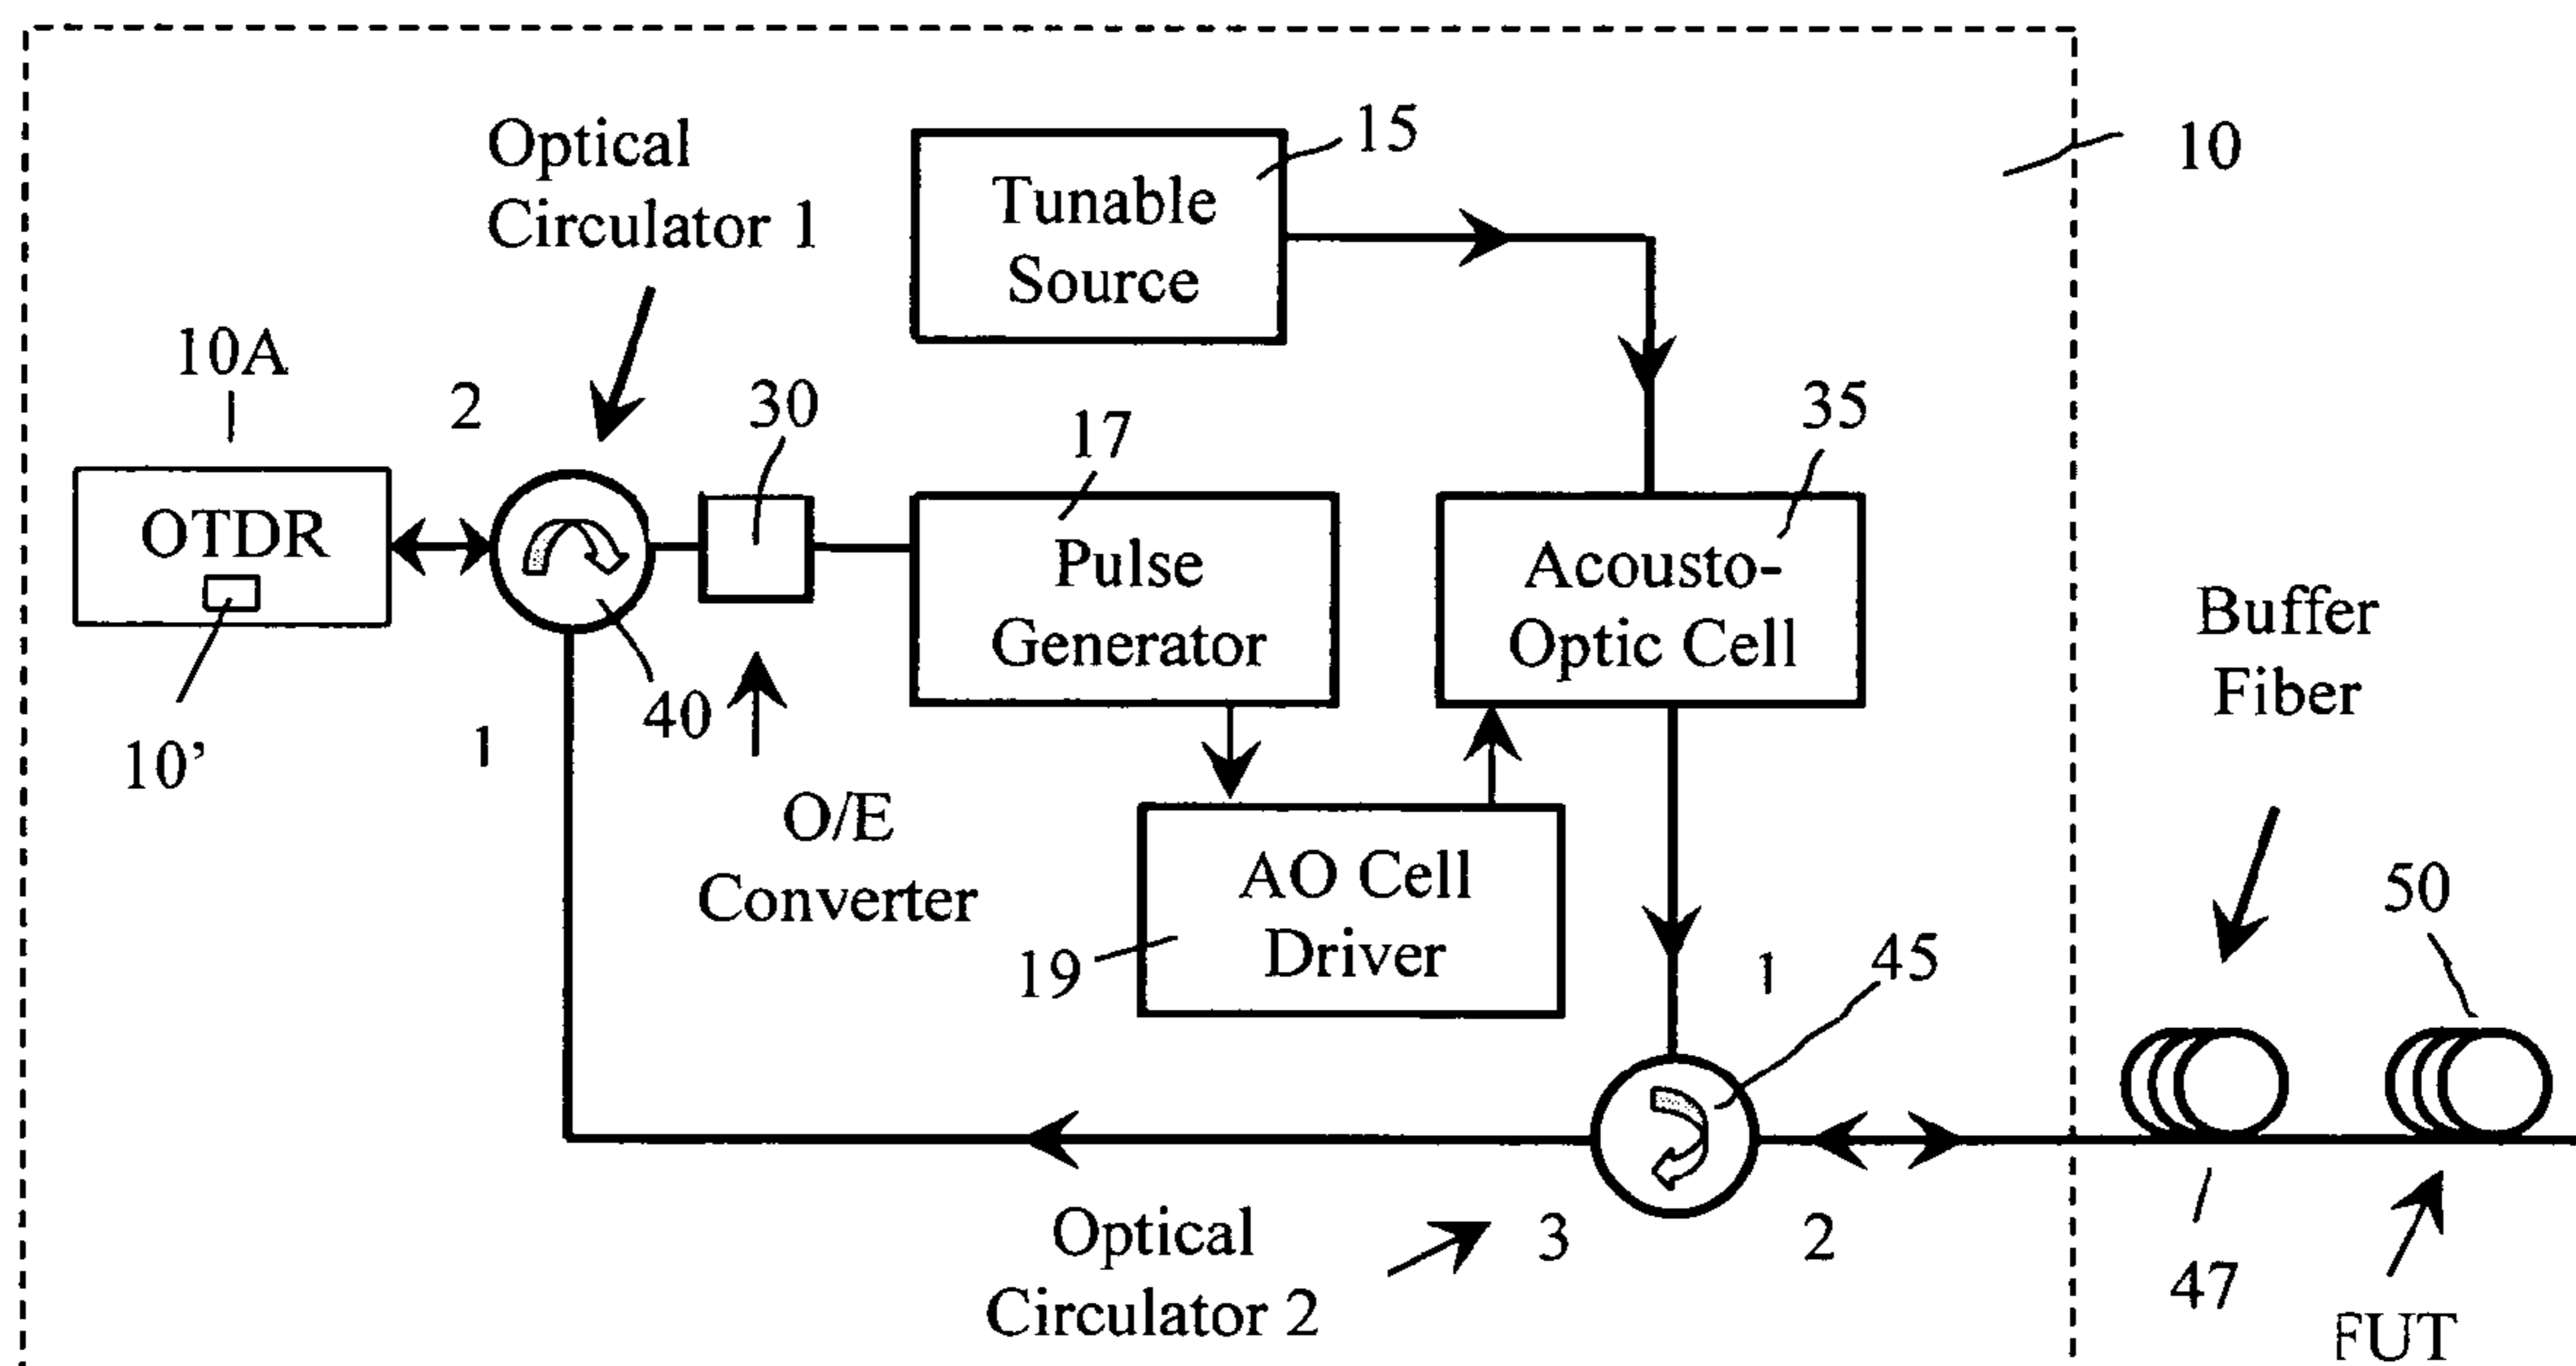 Optical
Circulator 1
15
Tunable
Source
10
10A
2
30
17
35
OTDR
Pulse
Generator
Acousto-
Optic Cell
Buffer
Fiber
40
10’
1
O/E
Converter
AO Cell
Driver
19
50
1
45
Optical
Circulator 2
3
2
47
FUT